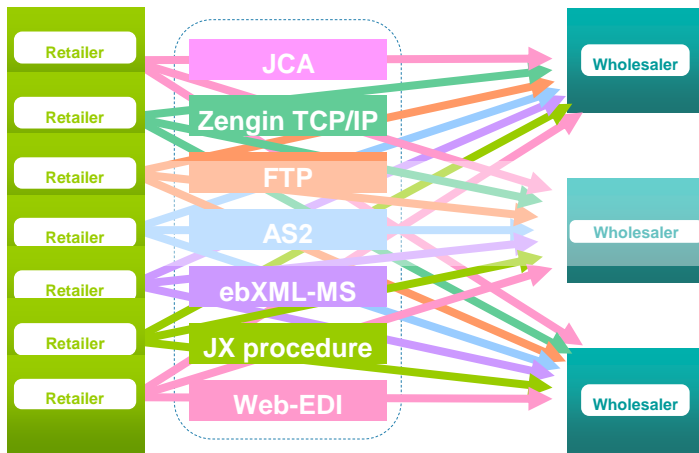 Retailer
Retailer
Retailer
Retailer
Retailer
Retailer
Retailer
JCA
Zengin TCP/IP
FTP
AS2
ebXML-MS
JX procedure
Web-EDI
Wholesaler
Wholesaler
Wholesaler